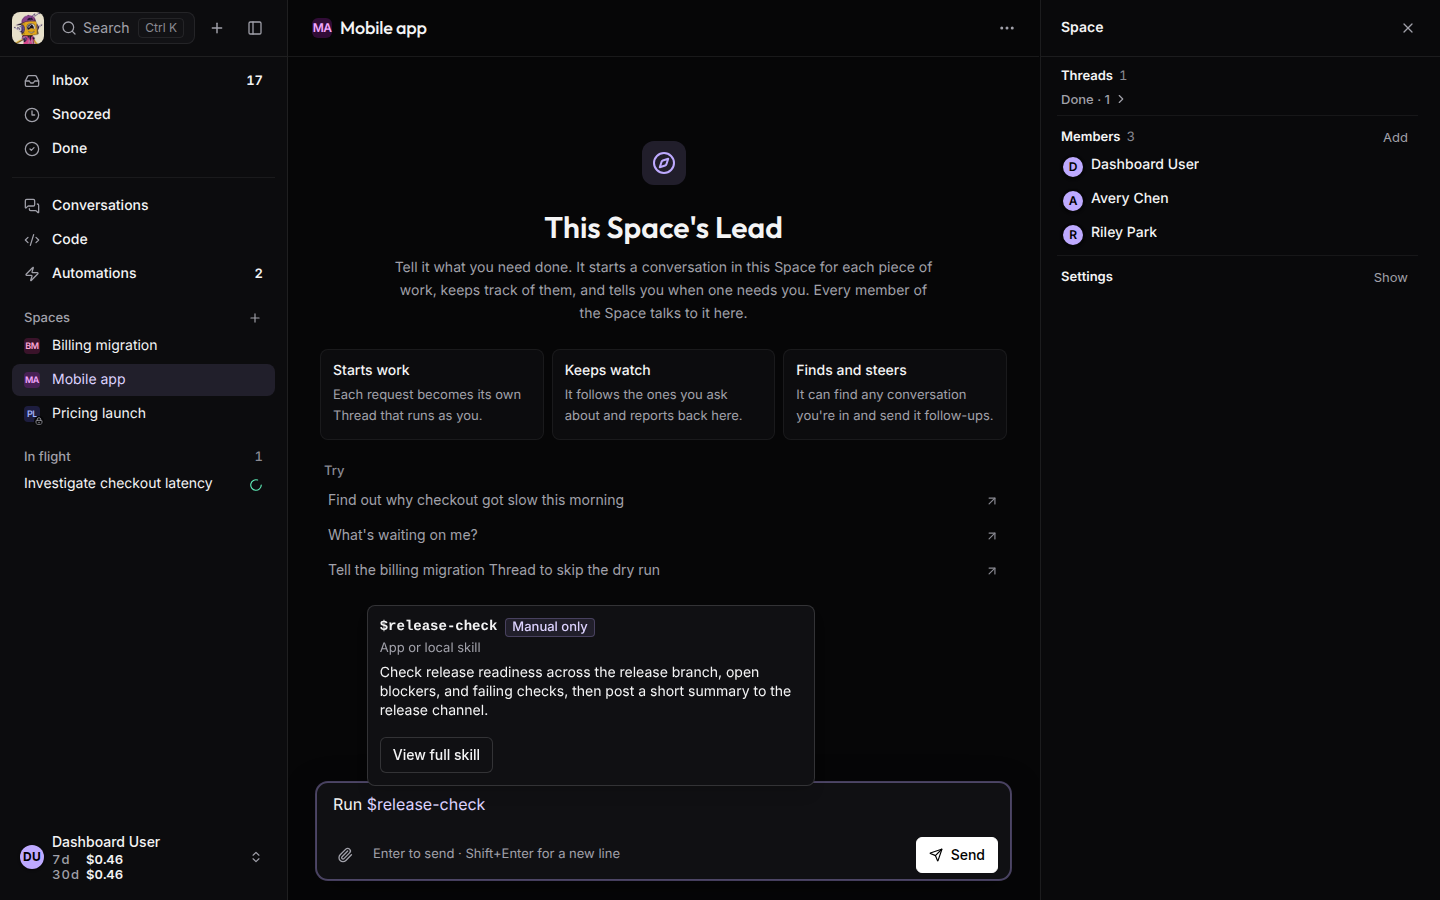 Search Ctrl K
Inbox 17
Snoozed
Done
Conversations
Code
Automations 2
Spaces
BM Billing migration
MA Mobile app
PL Pricing launch
In flight 1
Investigate checkout latency
DU Dashboard User
7d $0.46
30d $0.46
MA Mobile app
This Space's Lead
Tell it what you need done. It starts a conversation in this Space for each piece of
work, keeps track of them, and tells you when one needs you. Every member of
the Space talks to it here.
Starts work
Each request becomes its own
Thread that runs as you.
Keeps watch
It follows the ones you ask
about and reports back here.
Finds and steers
It can find any conversation
you're in and send it follow-ups.
Try
Find out why checkout got slow this morning
What's waiting on me?
Tell the billing migration Thread to skip the dry run
$release-check Manual only
App or local skill
Check release readiness across the release branch, open
blockers, and failing checks, then post a short summary to the
release channel.
View full skill
Run $release-check
Enter to send · Shift+Enter for a new line
Send
Space
Threads 1
Done · 1
Members 3 Add
D Dashboard User
A Avery Chen
R Riley Park
Settings Show